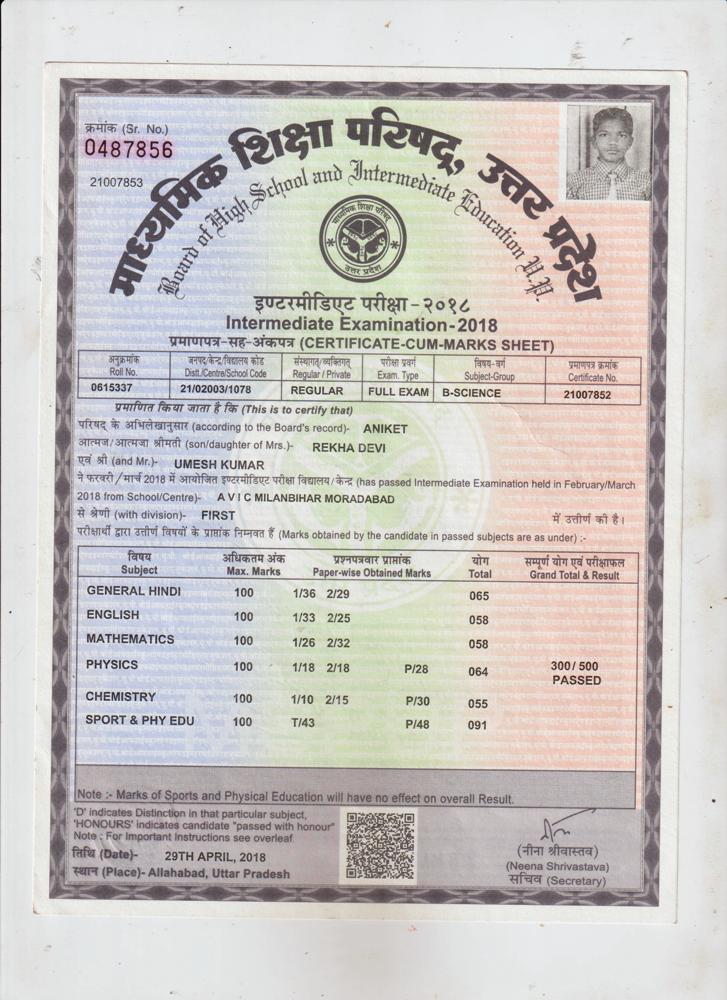 क्रमांक (Sr. No.)
0487856
21007853
माध्यमिक शिक्षा परिषद्, उत्तर प्रदेश
Board of High School and Intermediate Education U.P.
माध्यमिक शिक्षा परिषद्
उत्तर प्रदेश
इण्टरमीडिएट परीक्षा-२०१८
Intermediate Examination-2018
प्रमाणपत्र-सह-अंकपत्र (CERTIFICATE-CUM-MARKS SHEET)
अनुक्रमांक जनपद/केन्द्र/विद्यालय कोड संस्थागत/व्यक्तिगत परीक्षा प्रवर्ग विषय-वर्ग प्रमाणपत्र क्रमांक
Roll No. Distt./Centre/School Code Regular / Private Exam. Type Subject-Group Certificate No.
0615337 21/02003/1078 REGULAR FULL EXAM B-SCIENCE 21007852
प्रमाणित किया जाता है कि (This is to certify that)
परिषद के अभिलेखानुसार (according to the Board's record)- ANIKET
आत्मज/आत्मजा श्रीमती (son/daughter of Mrs.)- REKHA DEVI
एवं श्री (and Mr.)- UMESH KUMAR
ने फरवरी/मार्च 2018 में आयोजित इण्टरमीडिएट परीक्षा विद्यालय/केन्द्र (has passed Intermediate Examination held in February/March
2018 from School/Centre)- A V I C MILANBIHAR MORADABAD
से श्रेणी (with division)- FIRST में उत्तीर्ण की है।
परीक्षार्थी द्वारा उत्तीर्ण विषयों के प्राप्तांक निम्नवत हैं (Marks obtained by the candidate in passed subjects are as under) :-
विषय अधिकतम अंक प्रश्नपत्रवार प्राप्तांक योग सम्पूर्ण योग एवं परीक्षाफल
Subject Max. Marks Paper-wise Obtained Marks Total Grand Total & Result
GENERAL HINDI 100 1/36 2/29 065
ENGLISH 100 1/33 2/25 058
MATHEMATICS 100 1/26 2/32 058
PHYSICS 100 1/18 2/18 P/28 064 300/500
PASSED
CHEMISTRY 100 1/10 2/15 P/30 055
SPORT & PHY EDU 100 T/43 P/48 091
Note :- Marks of Sports and Physical Education will have no effect on overall Result.
'D' indicates Distinction in that particular subject,
'HONOURS' indicates candidate "passed with honour"
Note : For Important Instructions see overleaf
तिथि (Date)- 29TH APRIL, 2018
स्थान (Place)- Allahabad, Uttar Pradesh
(नीना श्रीवास्तव)
(Neena Shrivastava)
सचिव (Secretary)